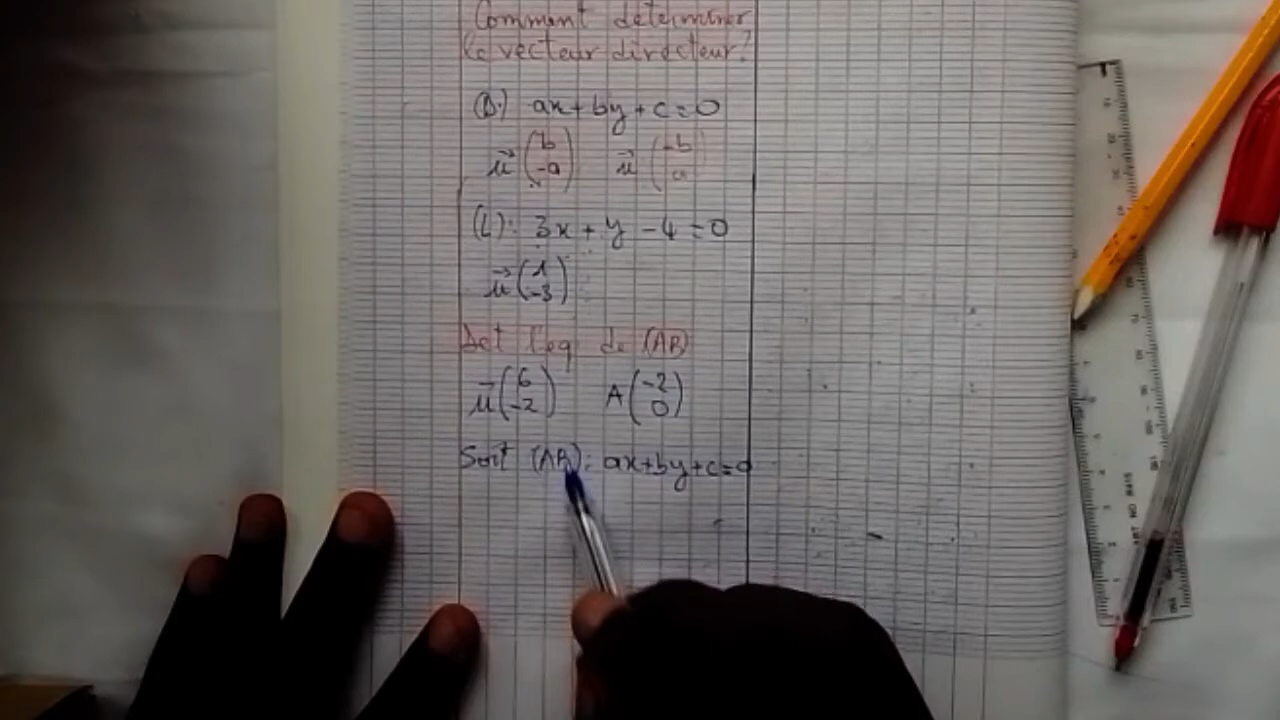 Comment déterminer
le vecteur directeur?
(D:) ax + by + c = 0
u⃗ (b -a) u⃗ (-b a)
(L): 3x + y - 4 = 0
u⃗ (1 -3)
Det l'eq de (AB)
u⃗ (6 -2) A (-2 0)
Soit (AB): ax+by+c=0